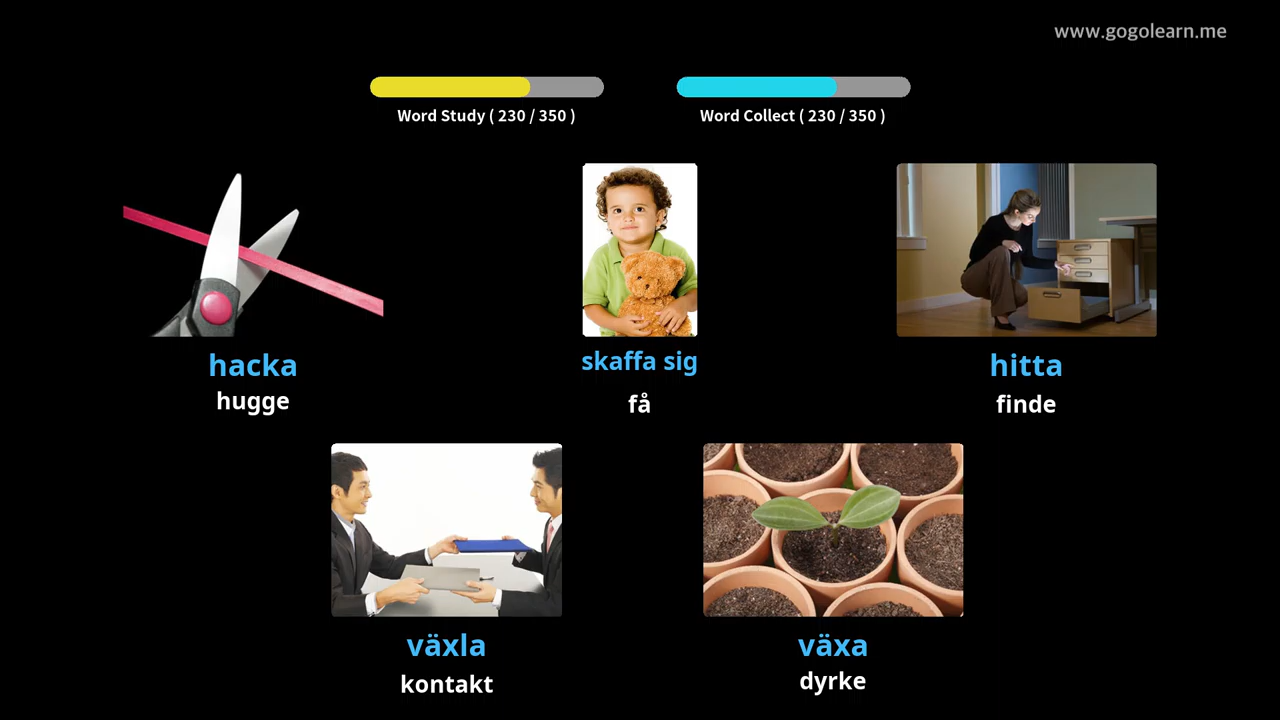 www.gogolearn.me
Word Study ( 230 / 350 )
Word Collect ( 230 / 350 )
hacka
hugge
skaffa sig
få
hitta
finde
växla
kontakt
växa
dyrke